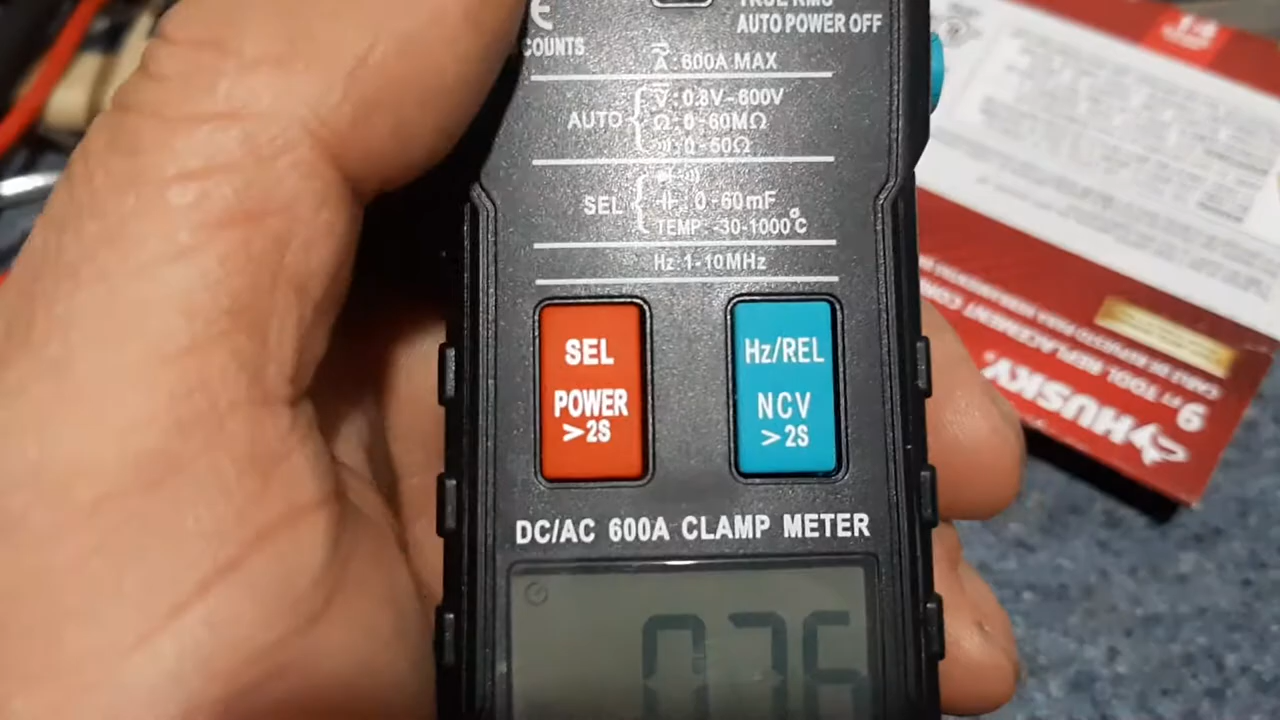 TRUE RMS
AUTO POWER OFF
CE
COUNTS
A: 600A MAX
AUTO
V: 0.8V-600V
Ω: 0-60MΩ
0-50Ω
SEL
0-60mF
TEMP: -30-1000℃
Hz: 1-10MHz
SEL
POWER
>2S
Hz/REL
NCV
>2S
DC/AC 600A CLAMP METER
076
HUSKY
9 FT TOOL REPLACEMENT CORD